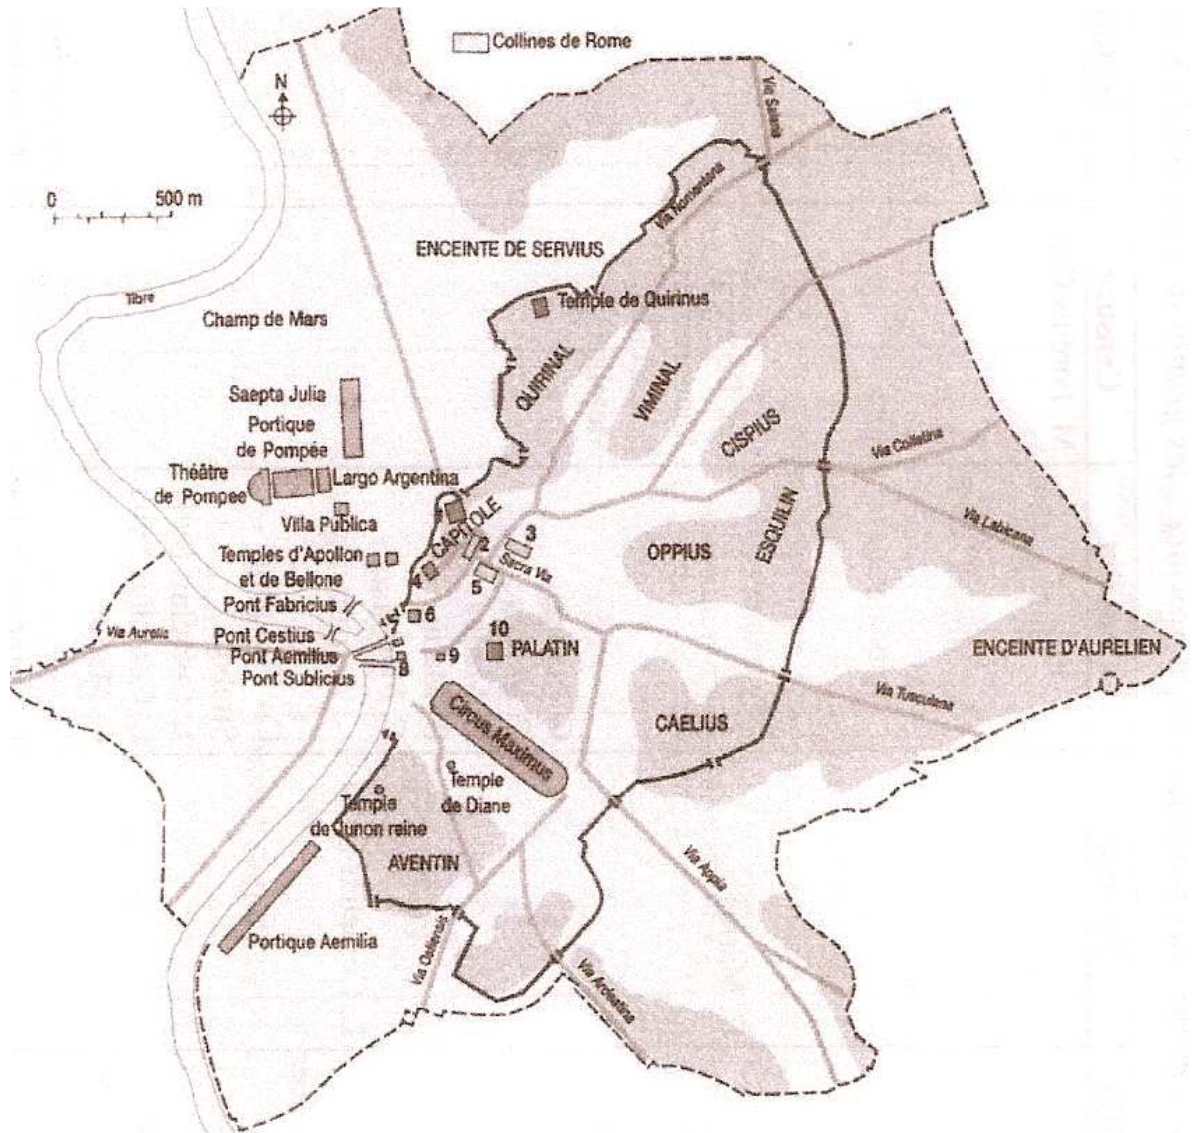 Collines de Rome
N
0
500 m
Via Salaria
Via Nomentana
ENCEINTE DE SERVIUS
Temple de Quirinus
Tibre
Champ de Mars
QUIRINAL
VIMINAL
CISPIUS
Saepta Julia
Portique
de Pompée
Via Collatina
Théâtre
de Pompee
Largo Argentina
Villa Publica
CAPITOLE
ESQUILIN
Via Labicana
2
3
Sacra Via
OPPIUS
Temples d'Apollon
et de Bellone
4
5
Pont Fabricius
6
7
Via Aurelia
Pont Cestius
10
Pont Aemilius
8
9
PALATIN
ENCEINTE D'AURELIEN
Pont Sublicius
Via Tusculana
Circus Maximus
CAELIUS
Temple
de Diane
Temple
de Junon reine
AVENTIN
Via Appia
Portique Aemilia
Via Ostiensis
Via Ardeatina